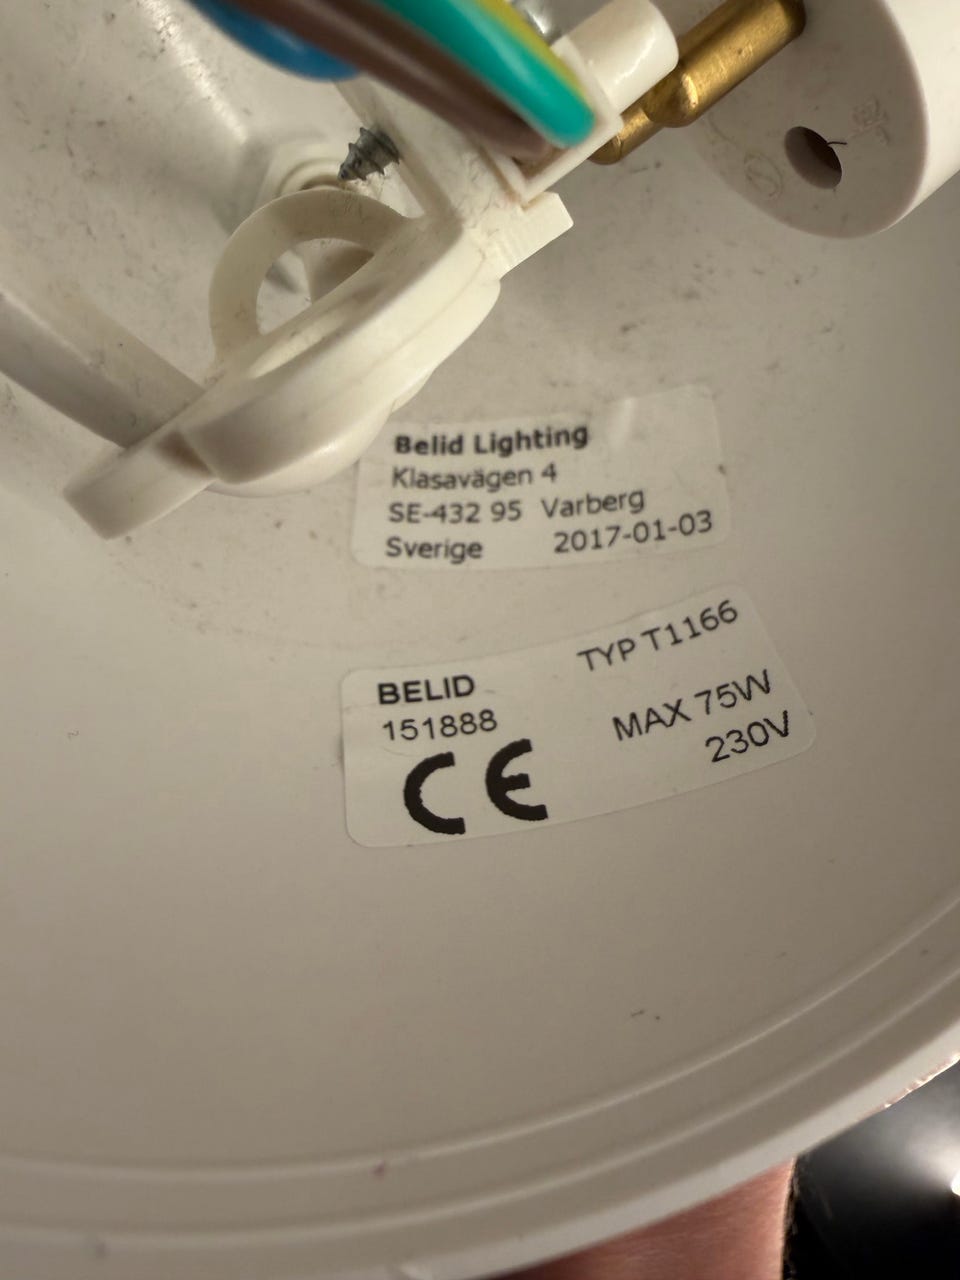 Belid Lighting
Klasavägen 4
SE-432 95 Varberg
Sverige 2017-01-03
BELID TYP T1166
151888 MAX 75W
CE 230V